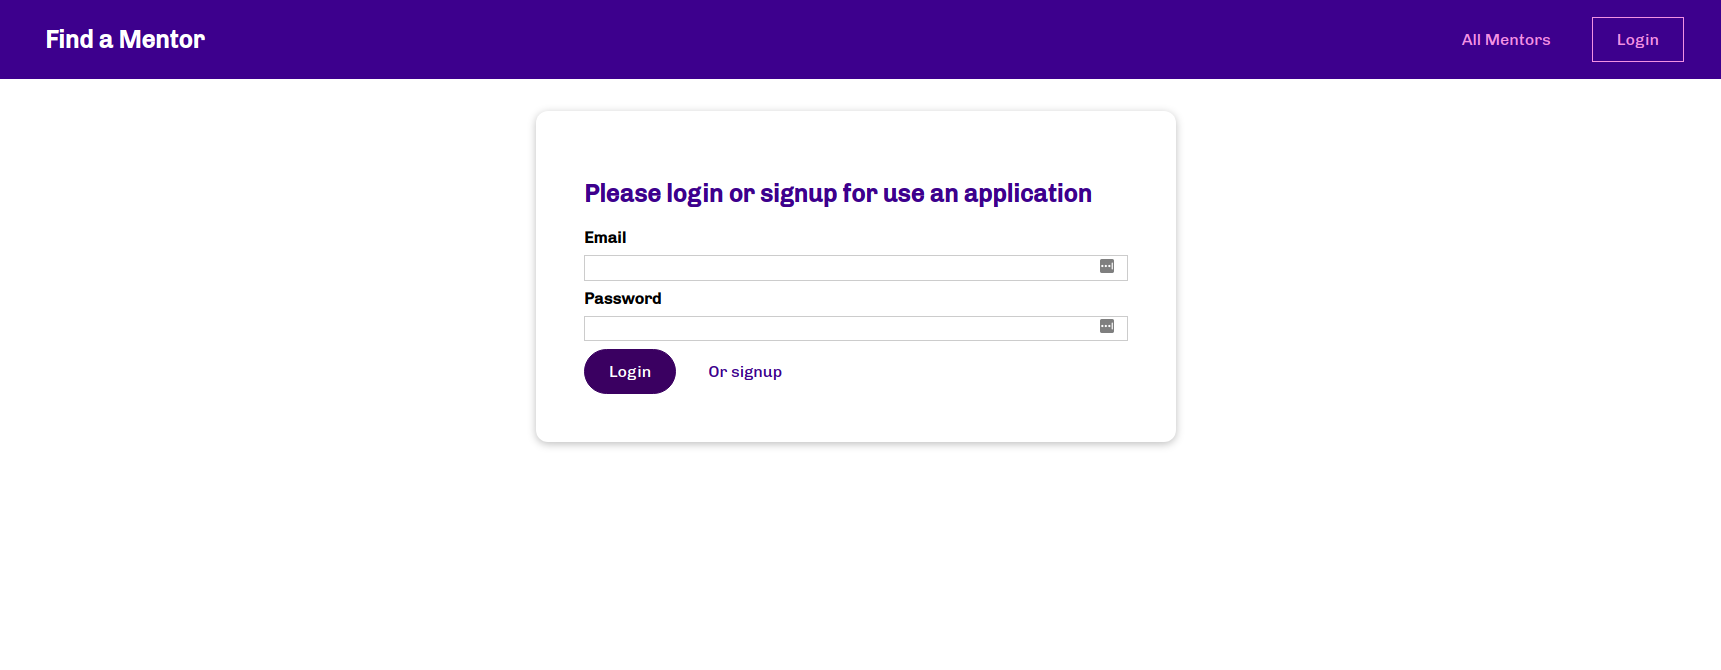 Find a Mentor
All Mentors
Login
Please login or signup for use an application
Email
Password
Login
Or signup